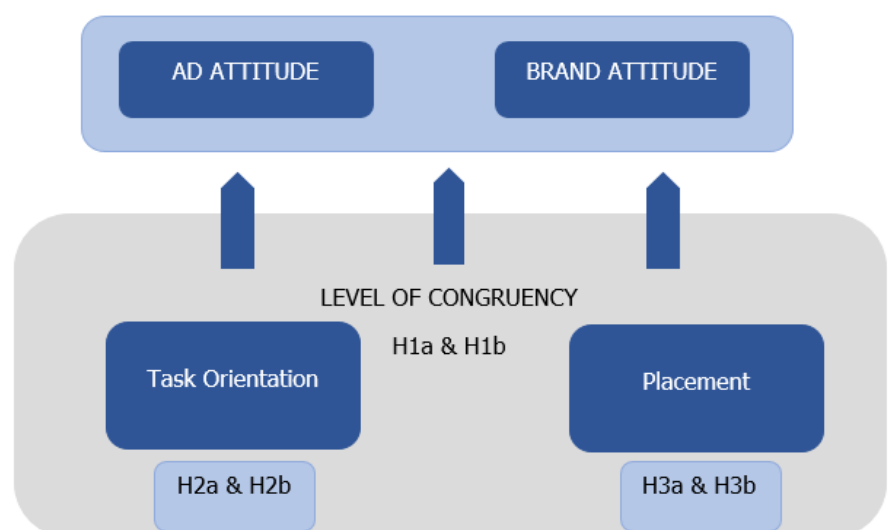 AD ATTITUDE
BRAND ATTITUDE
LEVEL OF CONGRUENCY
H1a & H1b
Task Orientation
Placement
H2a & H2b
H3a & H3b